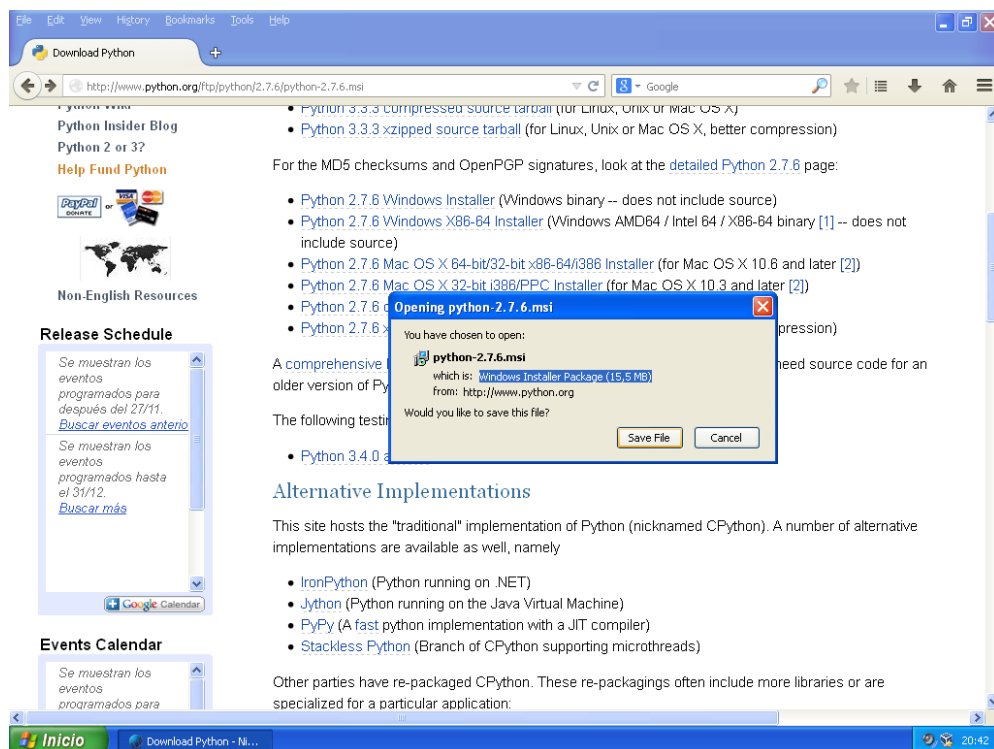 File Edit View History Bookmarks Tools Help
Download Python
http://www.python.org/ftp/python/2.7.6/python-2.7.6.msi
Google
Python Wiki
Python Insider Blog
Python 2 or 3?
Help Fund Python
PayPal
DONATE
or
VISA
Non-English Resources
Release Schedule
Se muestran los
eventos
programados para
después del 27/11.
Buscar eventos anterio
Se muestran los
eventos
programados hasta
el 31/12.
Buscar más
Google Calendar
Events Calendar
Se muestran los
eventos
programados para
• Python 3.3.3 compressed source tarball (for Linux, Unix or Mac OS X)
• Python 3.3.3 xzipped source tarball (for Linux, Unix or Mac OS X, better compression)
For the MD5 checksums and OpenPGP signatures, look at the detailed Python 2.7.6 page:
• Python 2.7.6 Windows Installer (Windows binary -- does not include source)
• Python 2.7.6 Windows X86-64 Installer (Windows AMD64 / Intel 64 / X86-64 binary [1] -- does not
include source)
• Python 2.7.6 Mac OS X 64-bit/32-bit x86-64/i386 Installer (for Mac OS X 10.6 and later [2])
• Python 2.7.6 Mac OS X 32-bit i386/PPC Installer (for Mac OS X 10.3 and later [2])
• Python 2.7.6
• Python 2.7.6 pression)
A comprehensive need source code for an
older version of Py
The following testin
• Python 3.4.0
Opening python-2.7.6.msi
You have chosen to open:
python-2.7.6.msi
which is: Windows Installer Package (15,5 MB)
from: http://www.python.org
Would you like to save this file?
Save File Cancel
Alternative Implementations
This site hosts the "traditional" implementation of Python (nicknamed CPython). A number of alternative
implementations are available as well, namely
• IronPython (Python running on .NET)
• Jython (Python running on the Java Virtual Machine)
• PyPy (A fast python implementation with a JIT compiler)
• Stackless Python (Branch of CPython supporting microthreads)
Other parties have re-packaged CPython. These re-packagings often include more libraries or are
specialized for a particular application:
Inicio
Download Python - Ni...
20:42